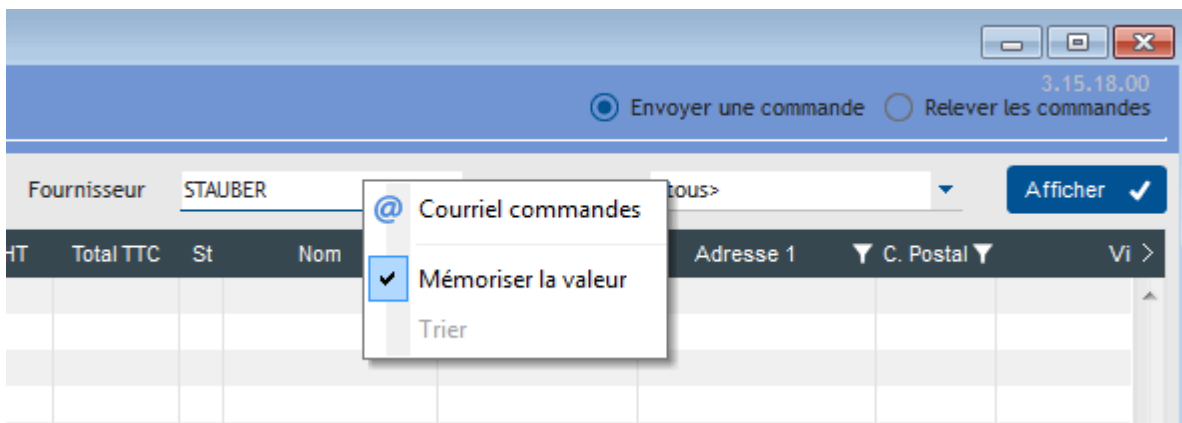 3.15.18.00
Envoyer une commande Relever les commandes
Fournisseur STAUBER tous> Afficher
HT Total TTC St Nom Adresse 1 C. Postal Vi >
@ Courriel commandes
Mémoriser la valeur
Trier